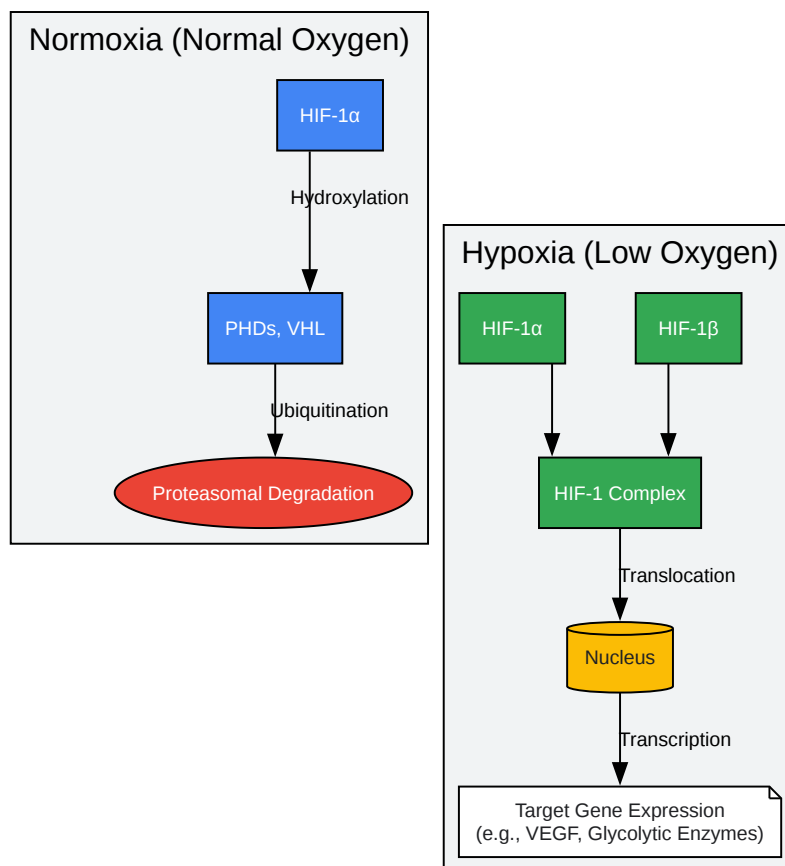 Normoxia (Normal Oxygen)
HIF-1α
Hydroxylation
PHDs, VHL
Ubiquitination
Proteasomal Degradation
Hypoxia (Low Oxygen)
HIF-1α
HIF-1β
HIF-1 Complex
Translocation
Nucleus
Transcription
Target Gene Expression
(e.g., VEGF, Glycolytic Enzymes)